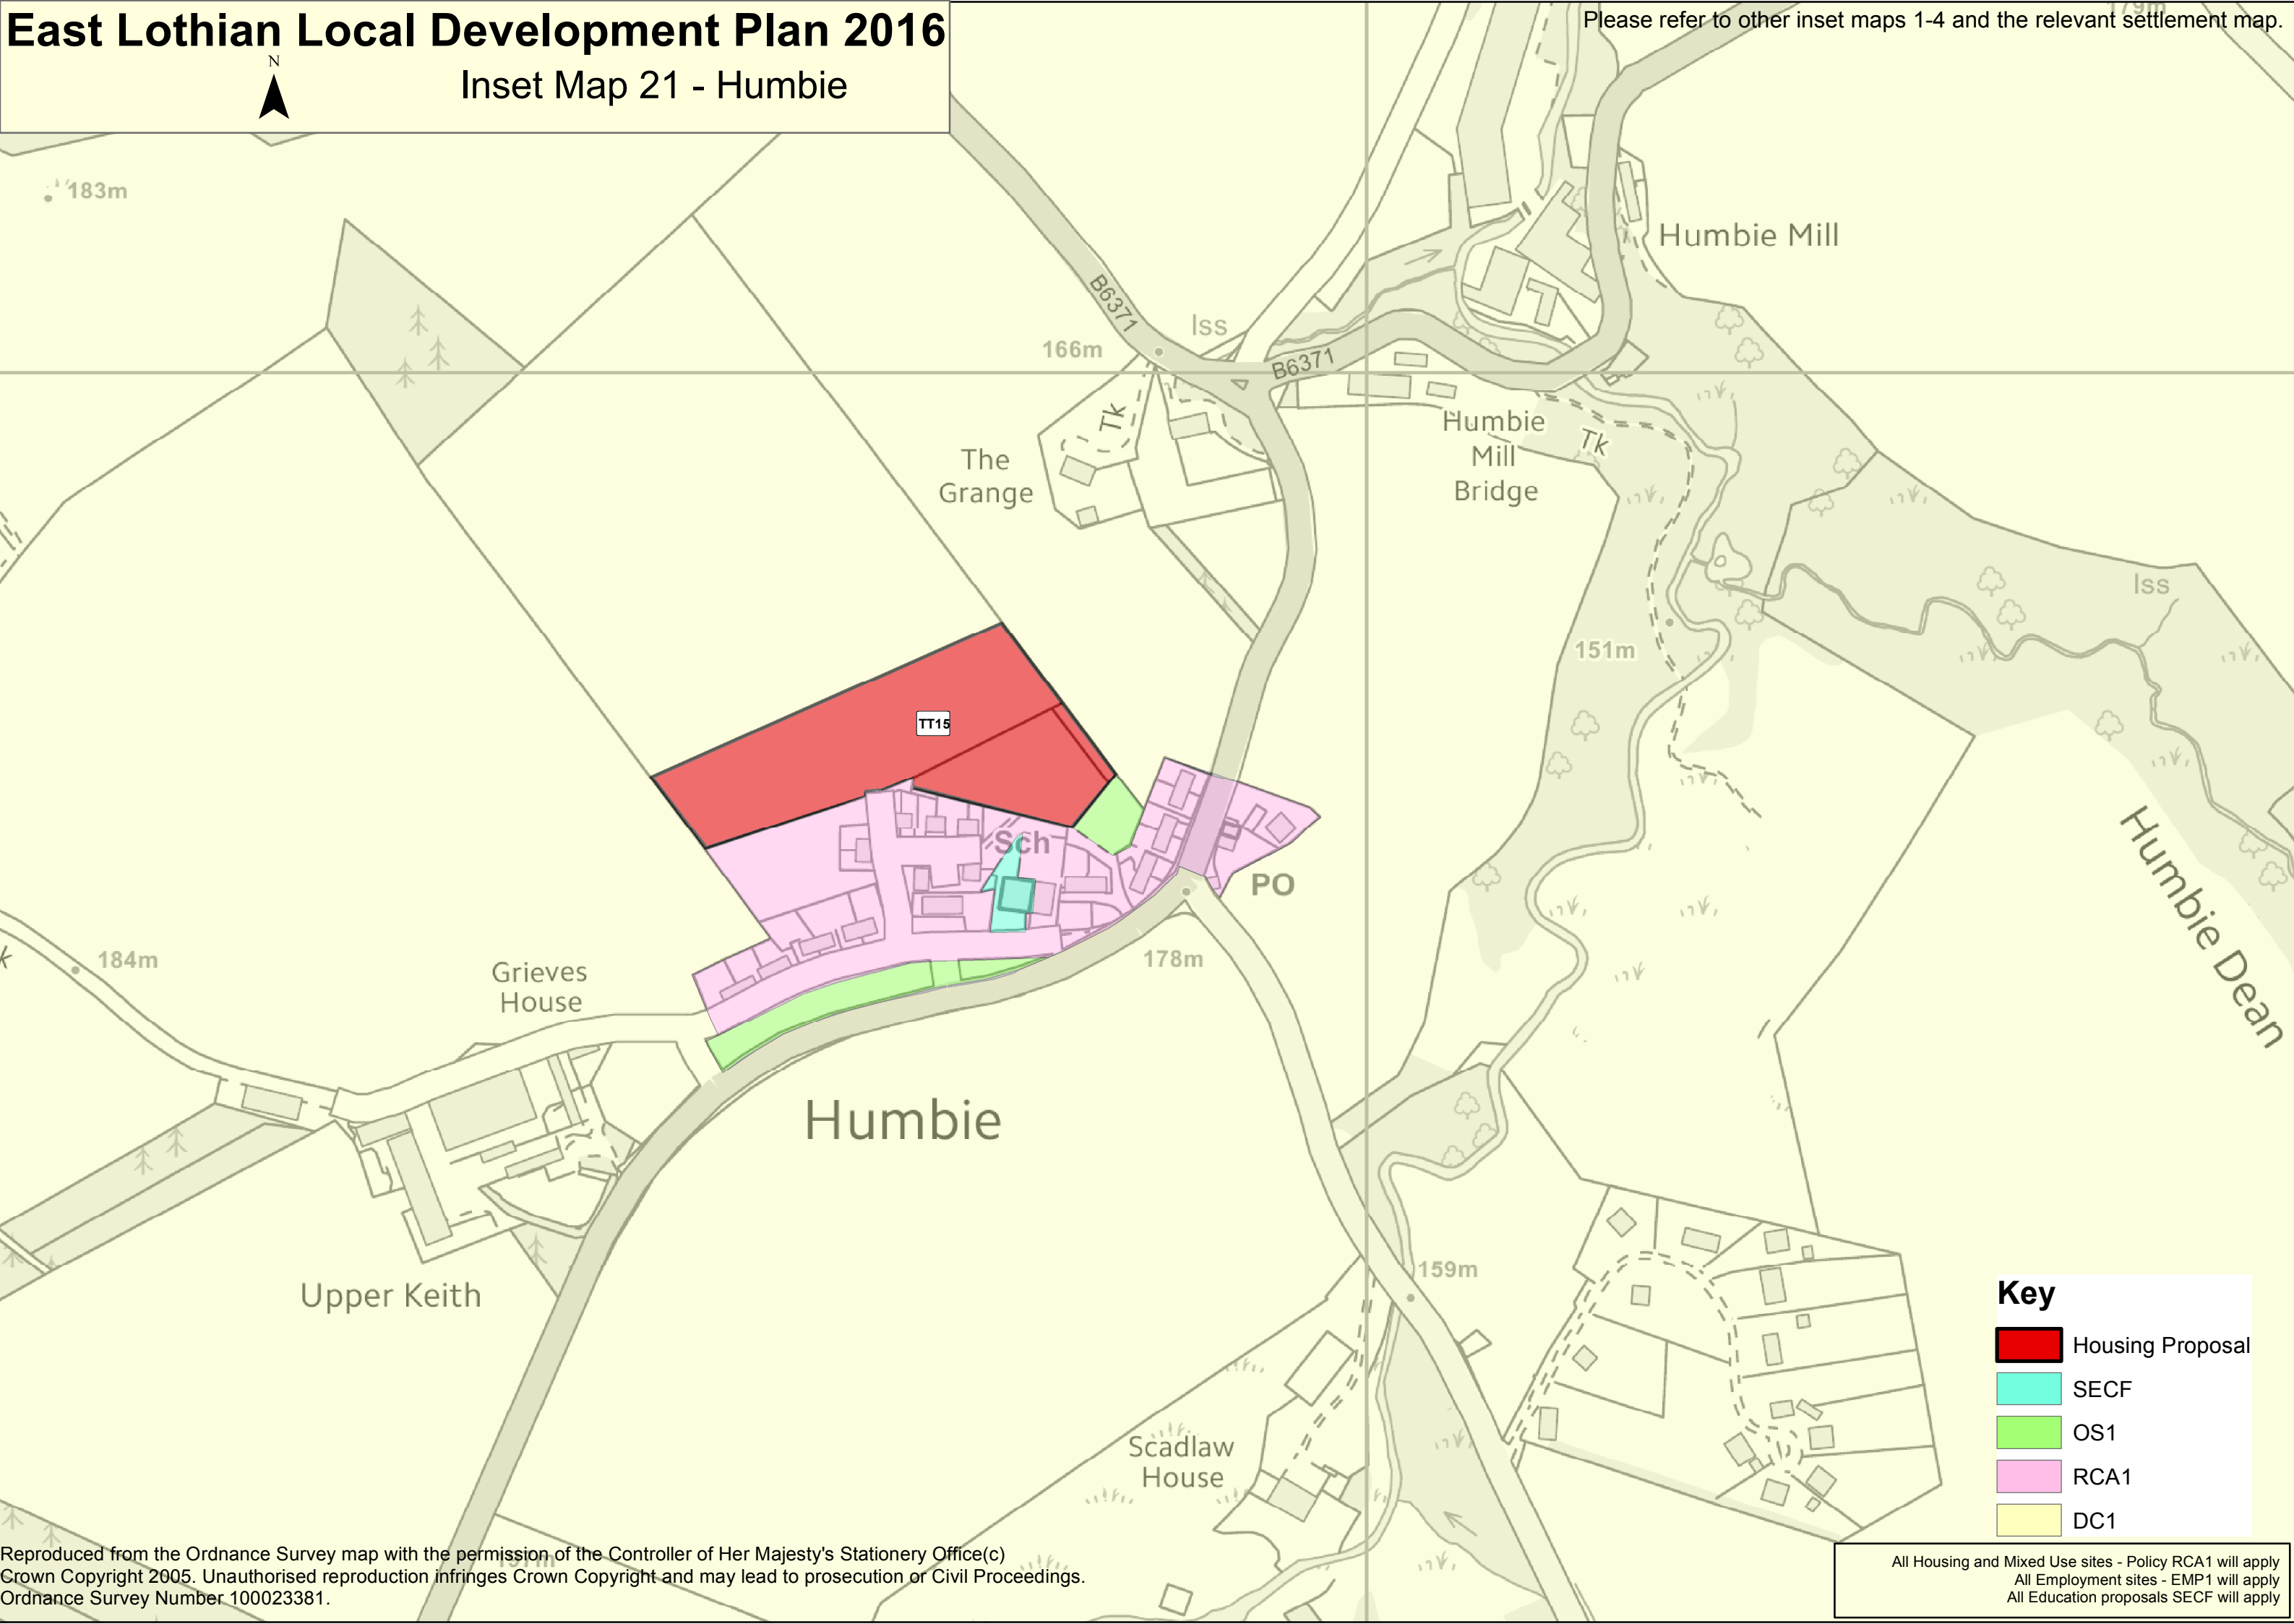 East Lothian Local Development Plan 2016
N
Inset Map 21 - Humbie
Please refer to other inset maps 1-4 and the relevant settlement map.
179m
183m
Humbie Mill
B6371
Iss
166m
B6371
Tk
The
Grange
Humbie
Mill
Bridge
Tk
Iss
151m
TT15
Sch
PO
Humbie Dean
178m
184m
k
Grieves
House
Humbie
Upper Keith
159m
Scadlaw
House
Key
Housing Proposal
SECF
OS1
RCA1
DC1
Reproduced from the Ordnance Survey map with the permission of the Controller of Her Majesty's Stationery Office(c)
Crown Copyright 2005. Unauthorised reproduction infringes Crown Copyright and may lead to prosecution or Civil Proceedings.
Ordnance Survey Number 100023381.
All Housing and Mixed Use sites - Policy RCA1 will apply
All Employment sites - EMP1 will apply
All Education proposals SECF will apply